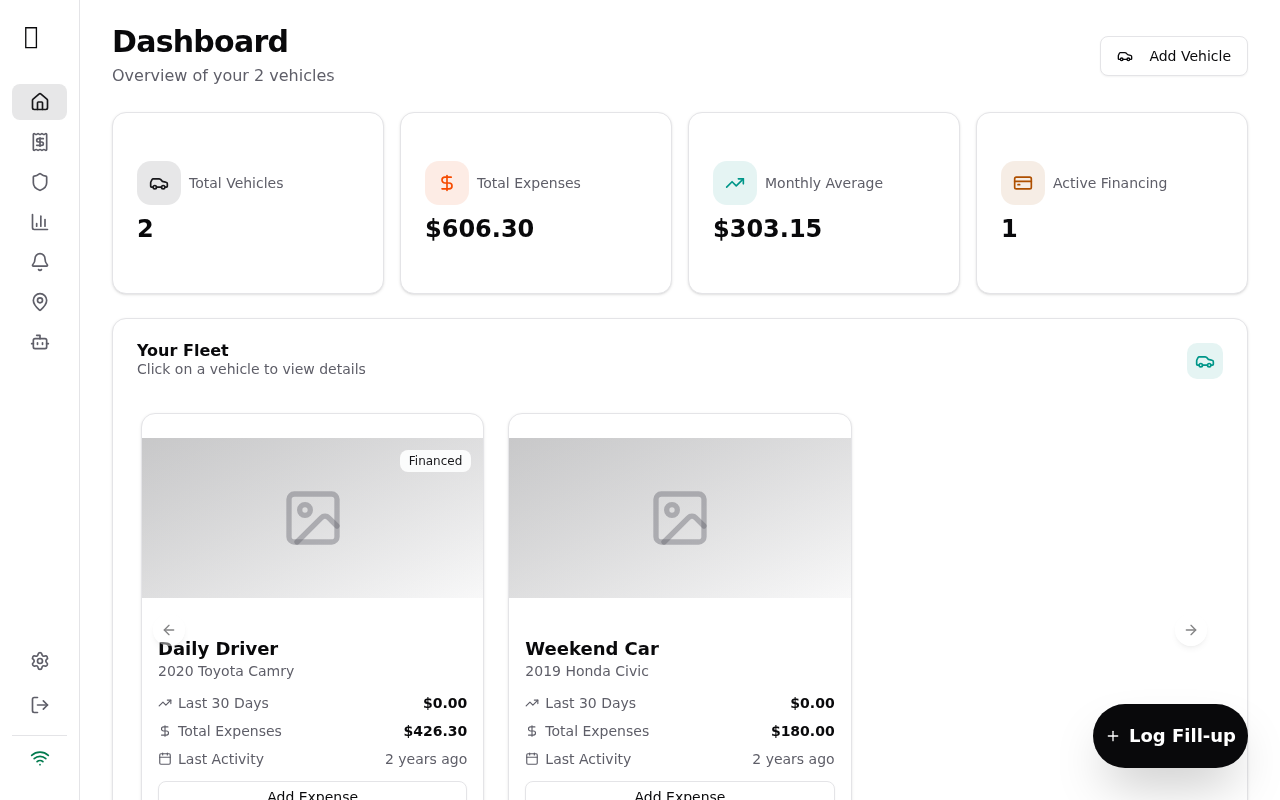 Dashboard
Overview of your 2 vehicles
Add Vehicle
Total Vehicles
2
Total Expenses
$606.30
Monthly Average
$303.15
Active Financing
1
Your Fleet
Click on a vehicle to view details
Financed
Daily Driver
2020 Toyota Camry
Last 30 Days $0.00
Total Expenses $426.30
Last Activity 2 years ago
Add Expense
Weekend Car
2019 Honda Civic
Last 30 Days $0.00
Total Expenses $180.00
Last Activity 2 years ago
Add Expense
Log Fill-up